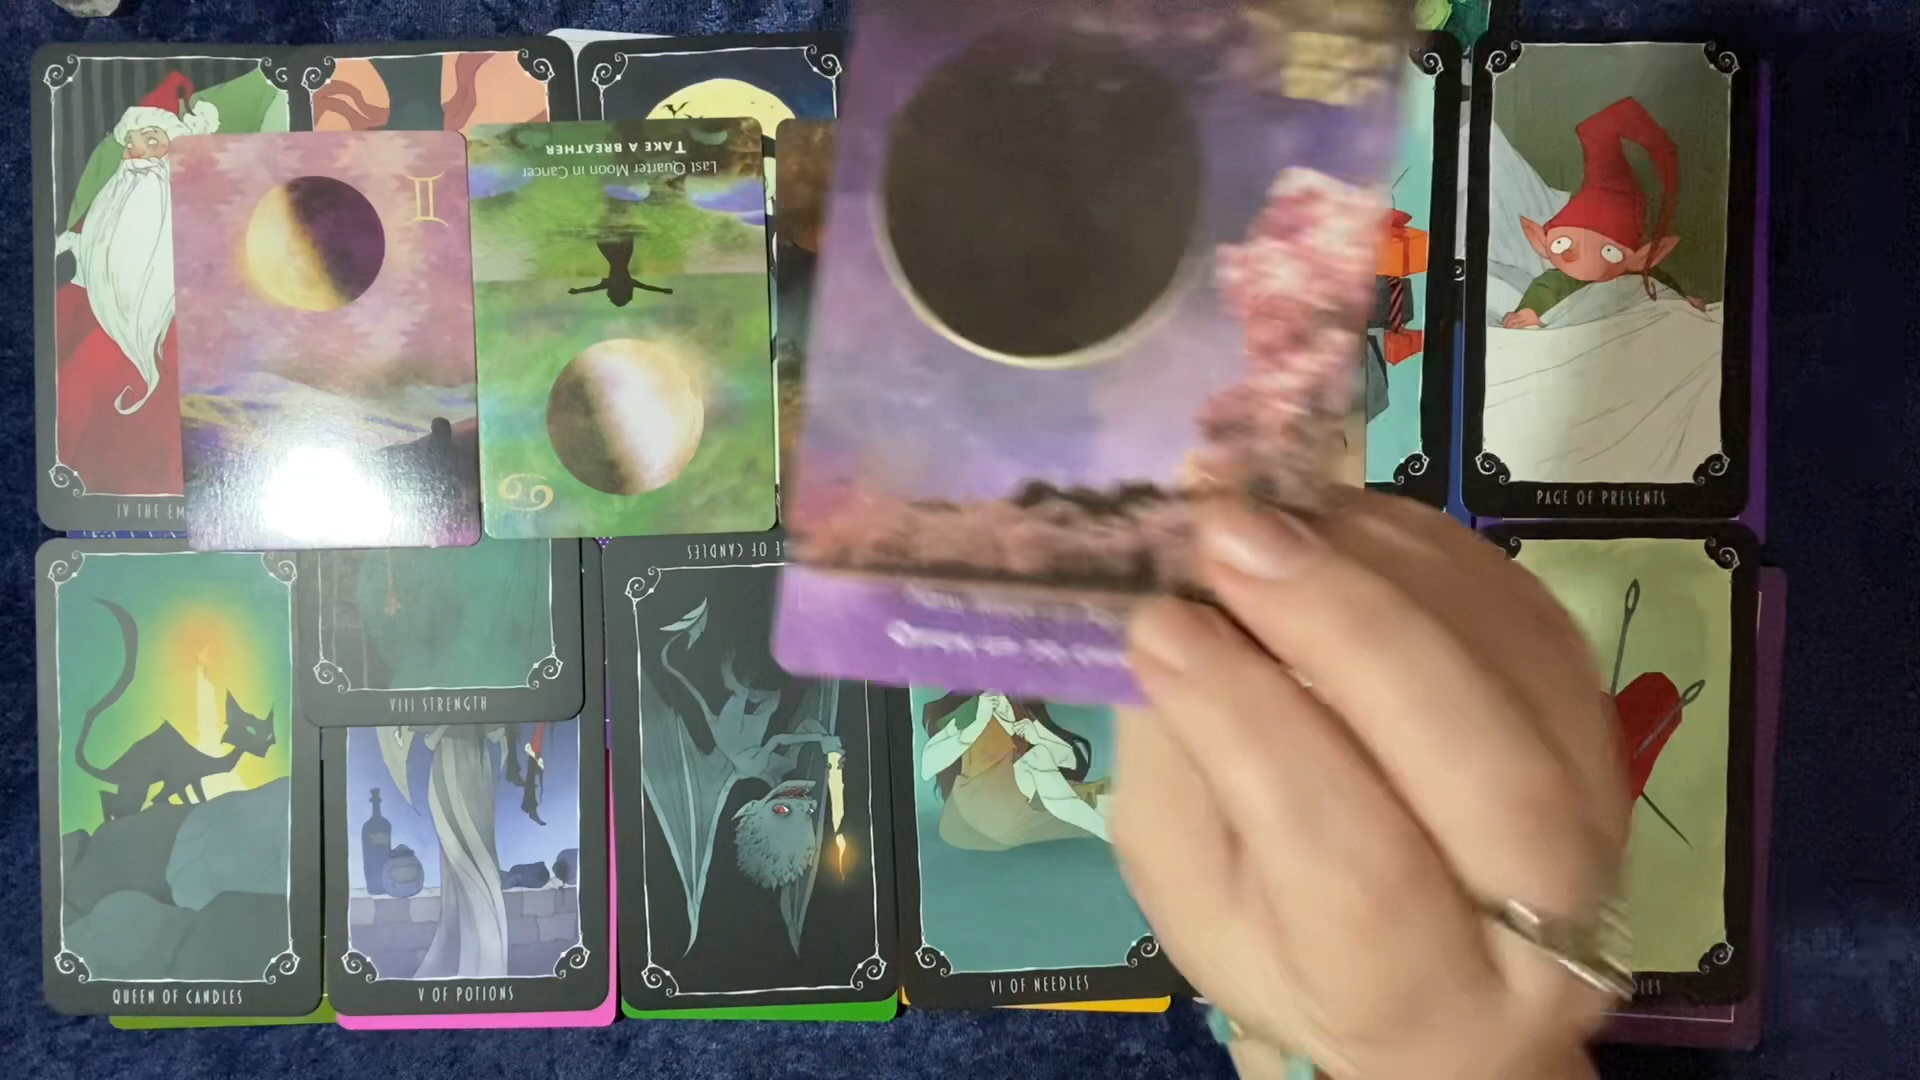 TAKE A BREATHER
Last Quarter Moon in Cancer
IV THE EM
PAGE OF PRESENTS
E OF CANDLES
VIII STRENGTH
QUEEN OF CANDLES
V OF POTIONS
VI OF NEEDLES